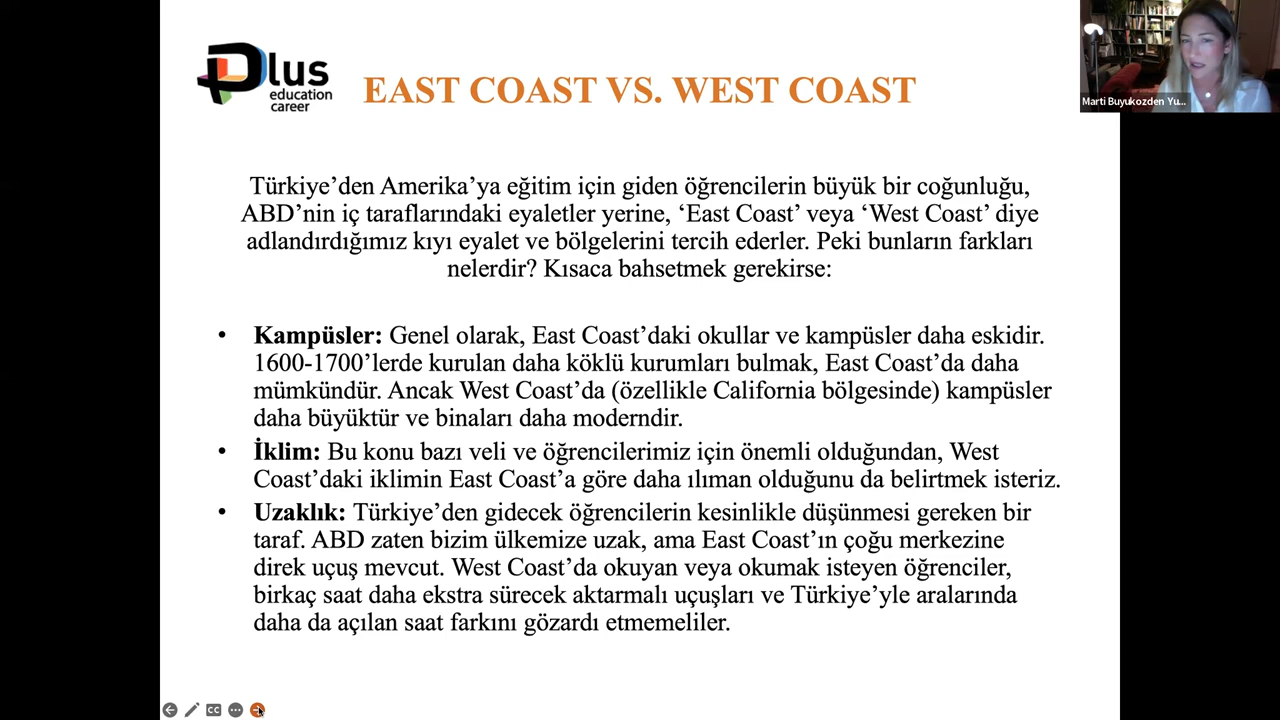 Plus
education
career
EAST COAST VS. WEST COAST
Marti Buyukozden Yu...
Türkiye’den Amerika’ya eğitim için giden öğrencilerin büyük bir coğunluğu,
ABD’nin iç taraflarındaki eyaletler yerine, ‘East Coast’ veya ‘West Coast’ diye
adlandırdığımız kıyı eyalet ve bölgelerini tercih ederler. Peki bunların farkları
nelerdir? Kısaca bahsetmek gerekirse:
• Kampüsler: Genel olarak, East Coast’daki okullar ve kampüsler daha eskidir.
1600-1700’lerde kurulan daha köklü kurumları bulmak, East Coast’da daha
mümkündür. Ancak West Coast’da (özellikle California bölgesinde) kampüsler
daha büyüktür ve binaları daha moderndir.
• İklim: Bu konu bazı veli ve öğrencilerimiz için önemli olduğundan, West
Coast’daki iklimin East Coast’a göre daha ılıman olduğunu da belirtmek isteriz.
• Uzaklık: Türkiye’den gidecek öğrencilerin kesinlikle düşünmesi gereken bir
taraf. ABD zaten bizim ülkemize uzak, ama East Coast’ın çoğu merkezine
direk uçuş mevcut. West Coast’da okuyan veya okumak isteyen öğrenciler,
birkaç saat daha ekstra sürecek aktarmalı uçuşları ve Türkiye’yle aralarında
daha da açılan saat farkını gözardı etmemeliler.
CC